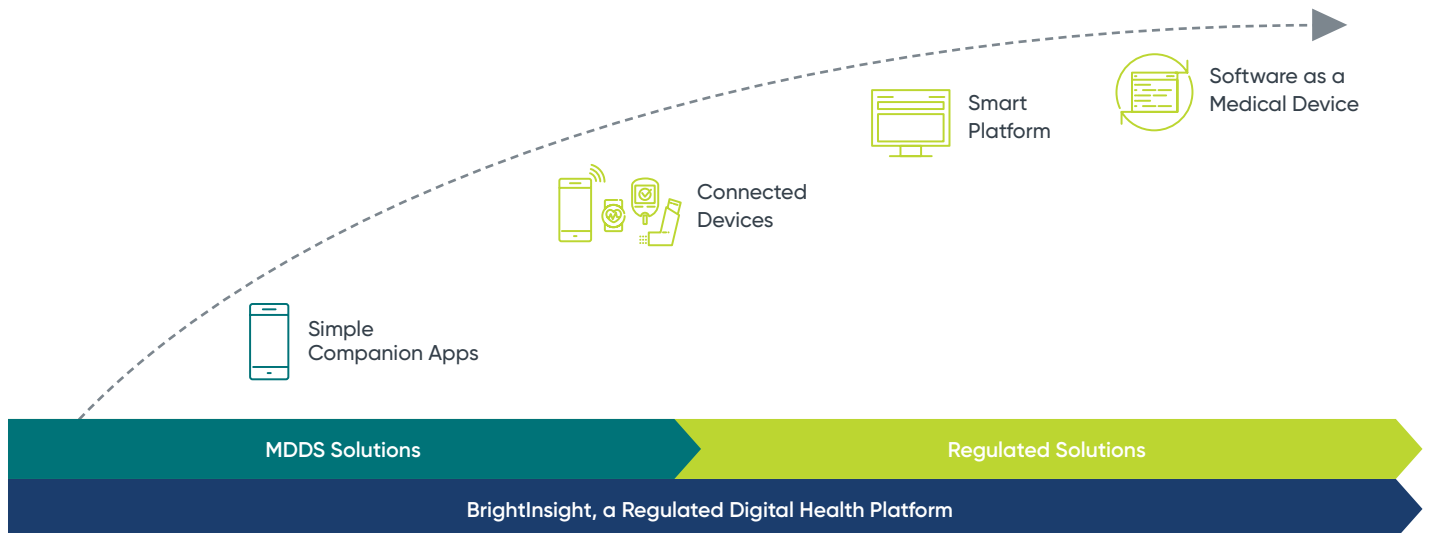 Software as a
Medical Device
Smart
Platform
Connected
Devices
Simple
Companion Apps
MDDS Solutions
Regulated Solutions
BrightInsight, a Regulated Digital Health Platform